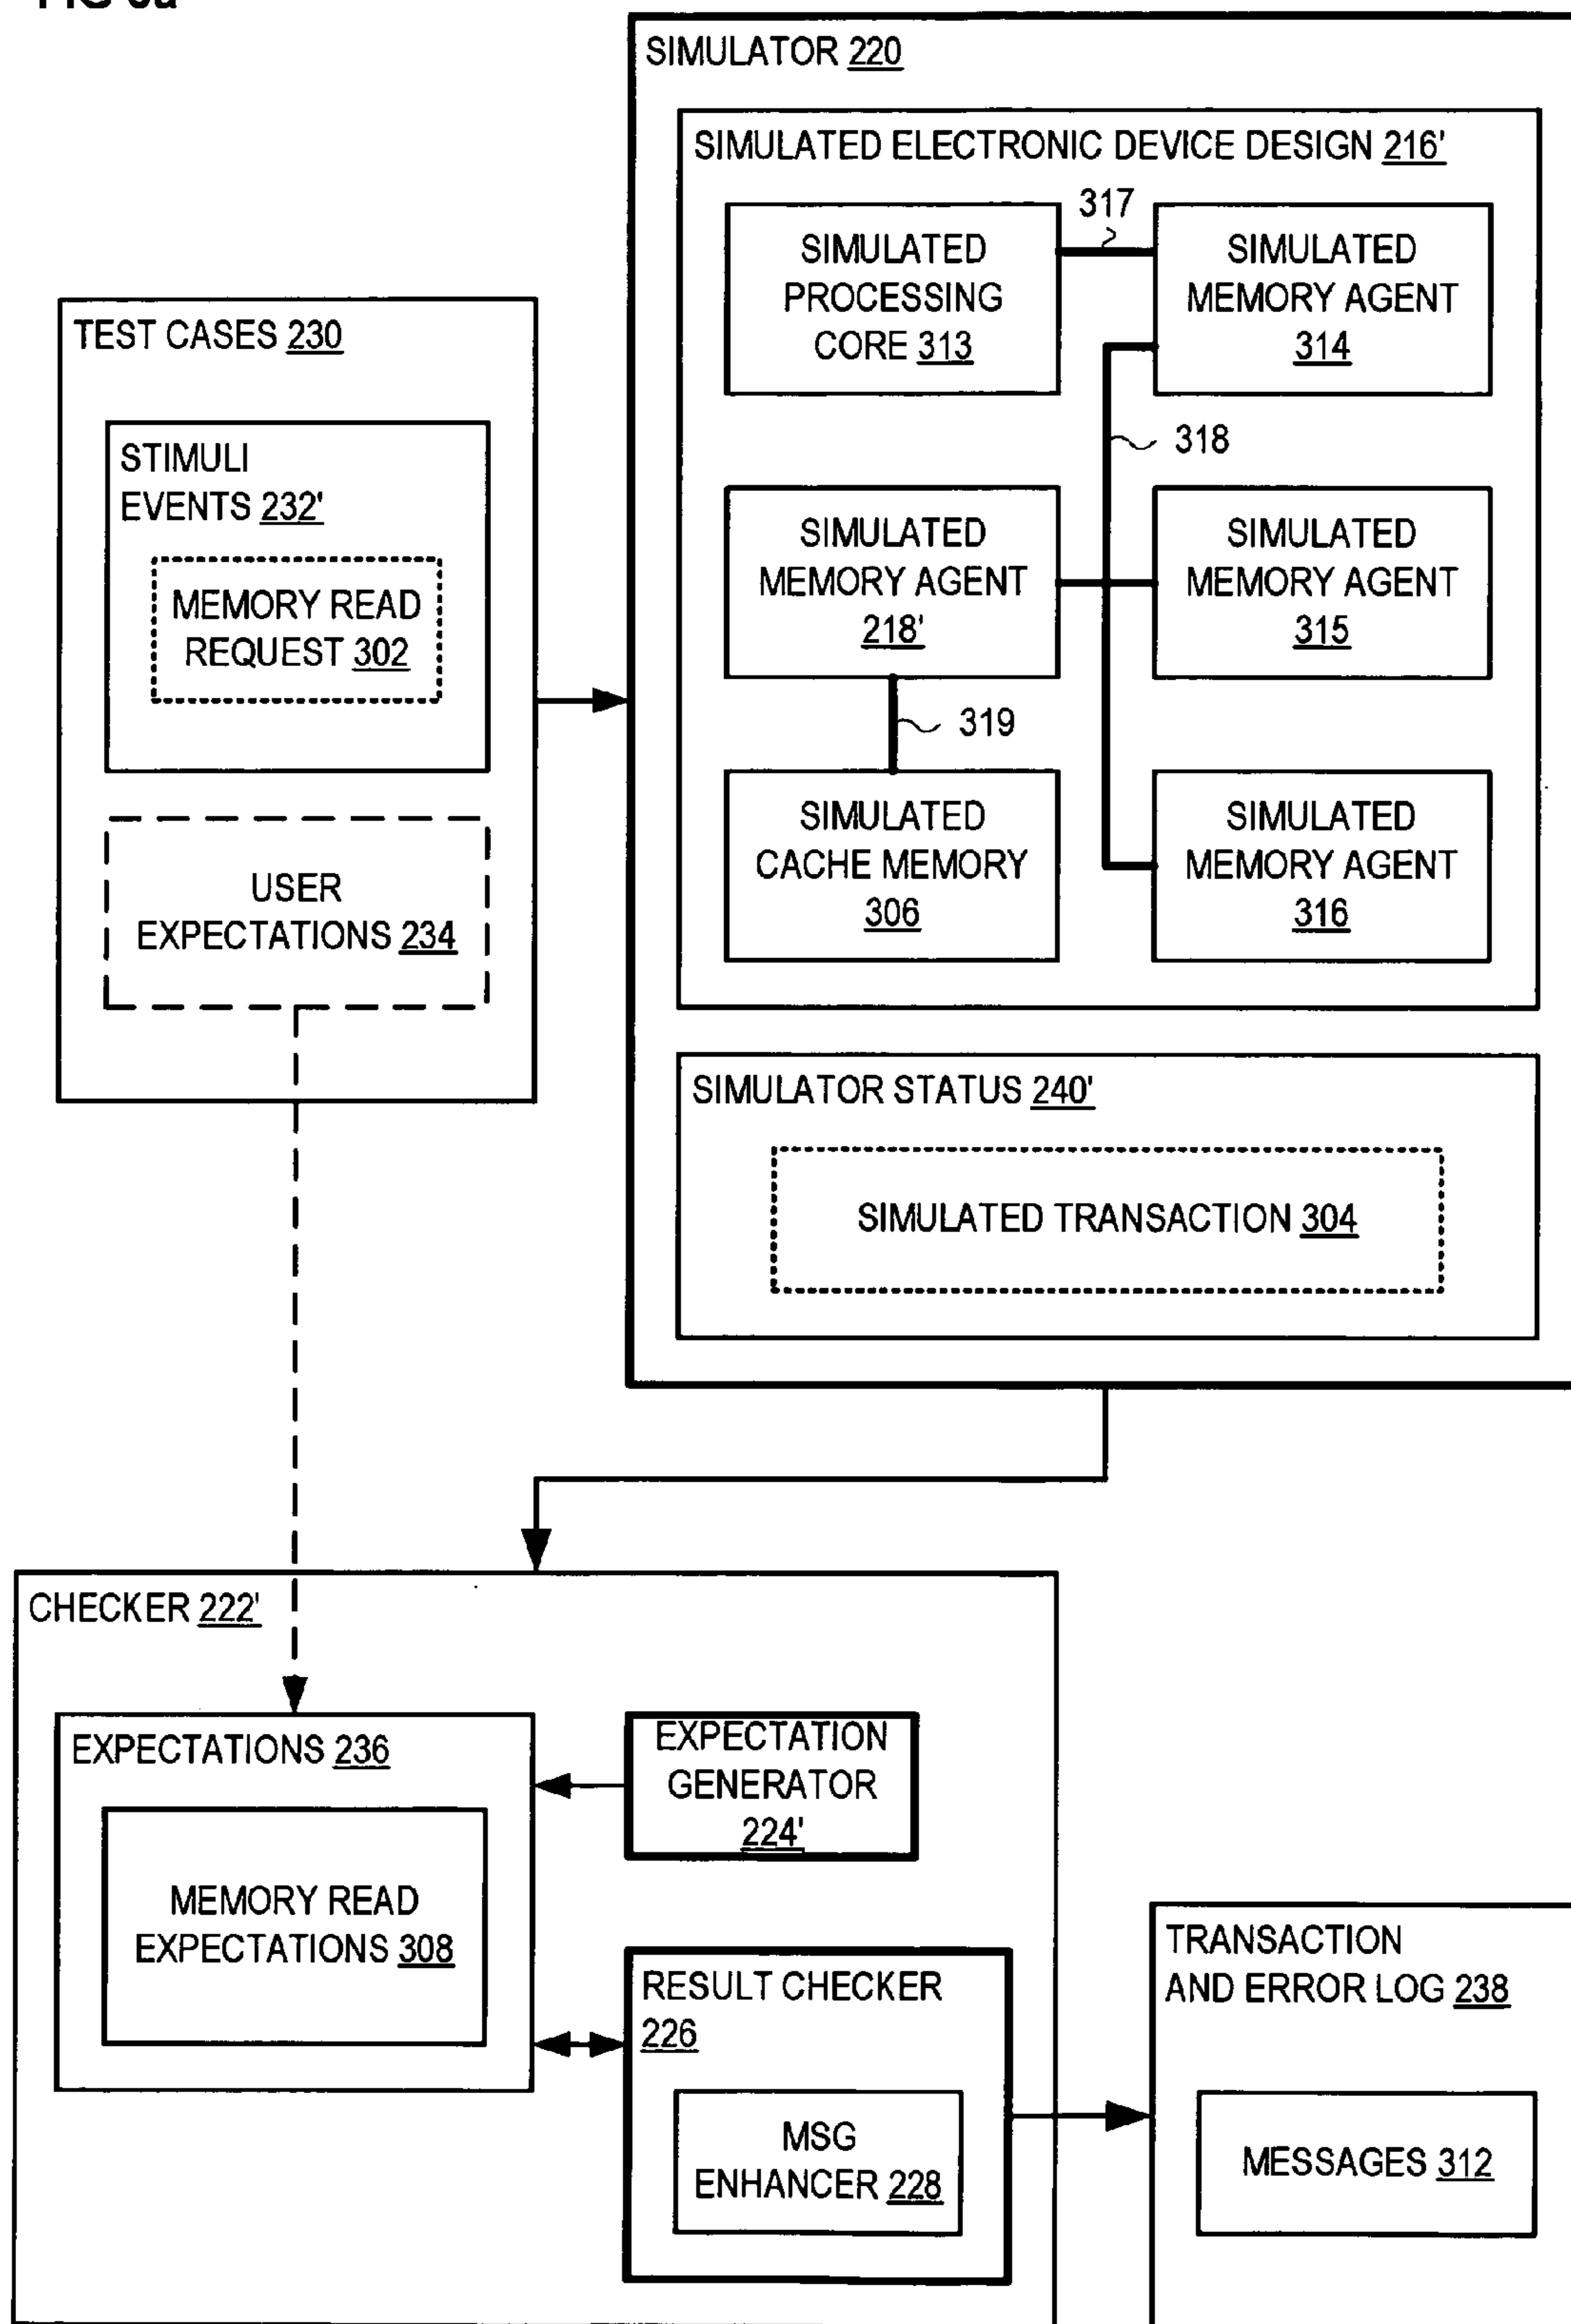 SIMULATOR 220
SIMULATED ELECTRONIC DEVICE DESIGN 216'
SIMULATED
PROCESSING
CORE 313
317
SIMULATED
MEMORY AGENT
314
318
SIMULATED
MEMORY AGENT
218'
SIMULATED
MEMORY AGENT
315
319
SIMULATED
CACHE MEMORY
306
SIMULATED
MEMORY AGENT
316
SIMULATOR STATUS 240'
SIMULATED TRANSACTION 304
TEST CASES 230
STIMULI
EVENTS 232'
MEMORY READ
REQUEST 302
USER
EXPECTATIONS 234
CHECKER 222'
EXPECTATIONS 236
MEMORY READ
EXPECTATIONS 308
EXPECTATION
GENERATOR
224'
RESULT CHECKER
226
MSG
ENHANCER 228
TRANSACTION
AND ERROR LOG 238
MESSAGES 312